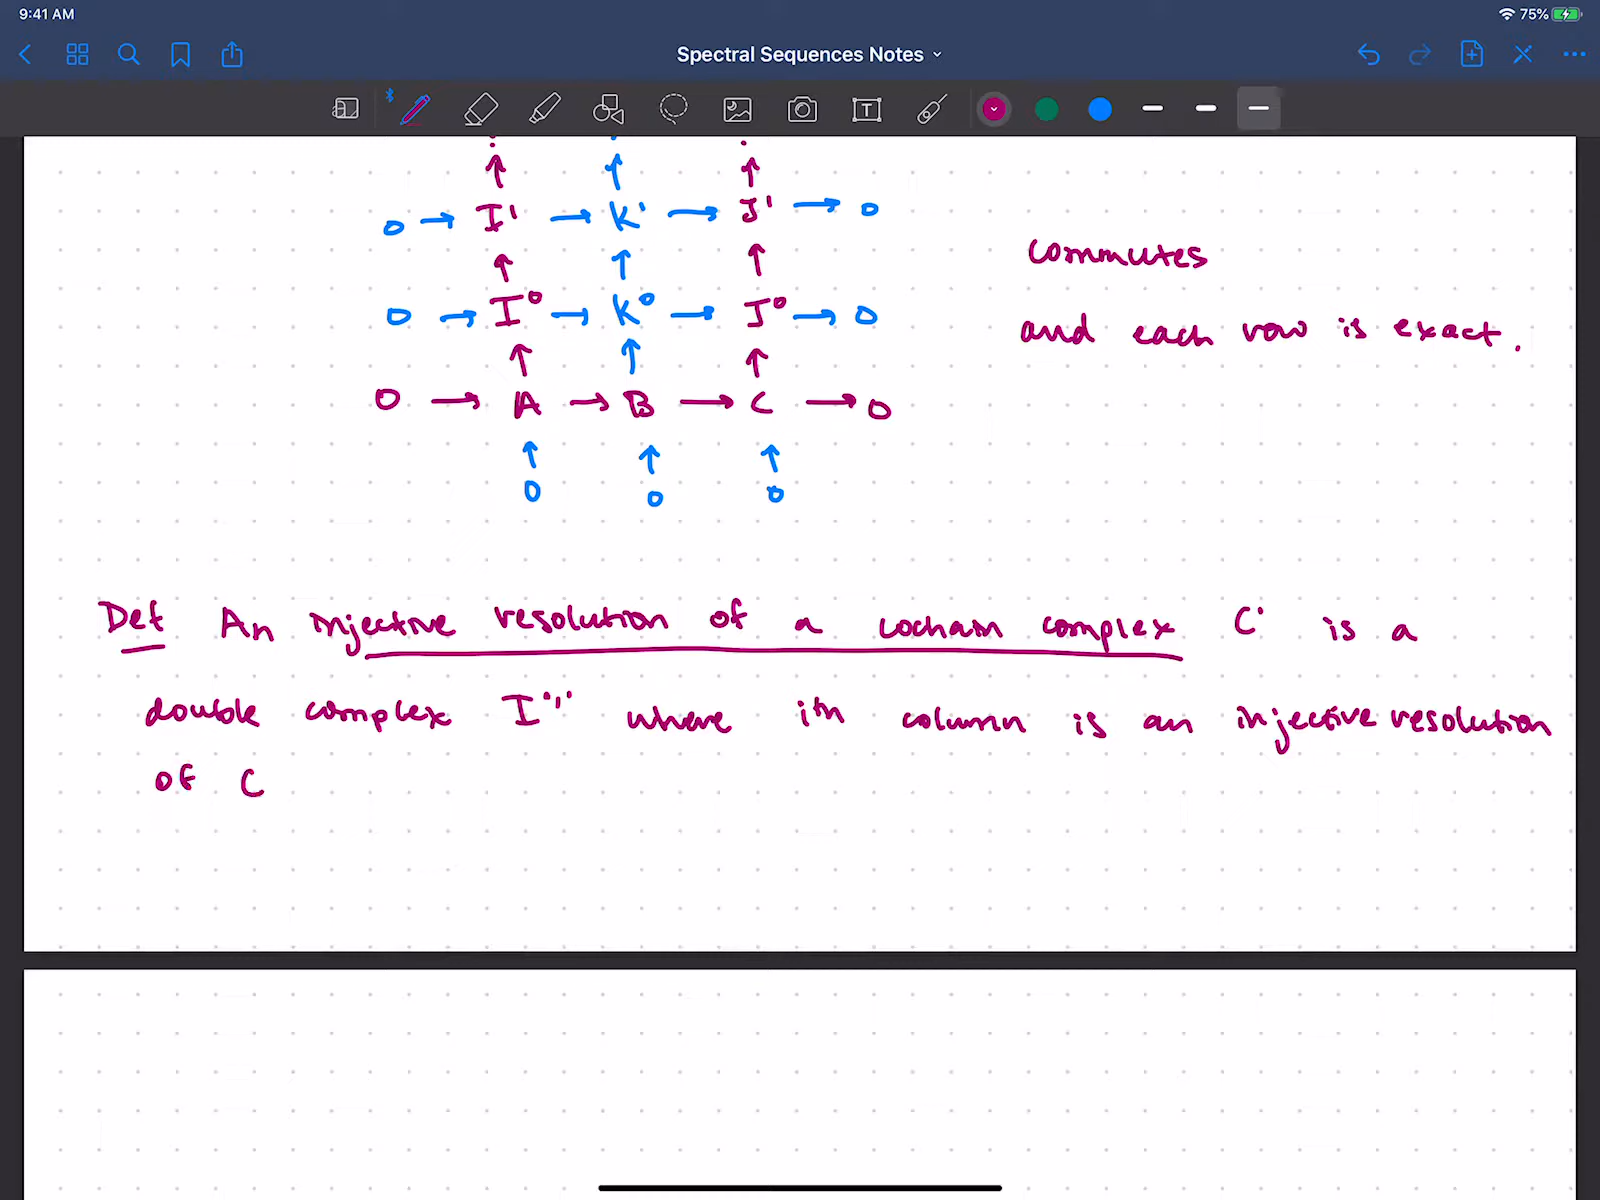 9:41 AM
75%
Spectral Sequences Notes
T
0 → I¹ → K¹ → J¹ → 0
commutes
0 → I⁰ → K⁰ → J⁰ → 0
and each row is exact.
0 → A → B → C → 0
0 0 0
Def An injective resolution of a cochain complex C˙ is a
double complex I˙,˙ where ith column is an injective resolution
of C